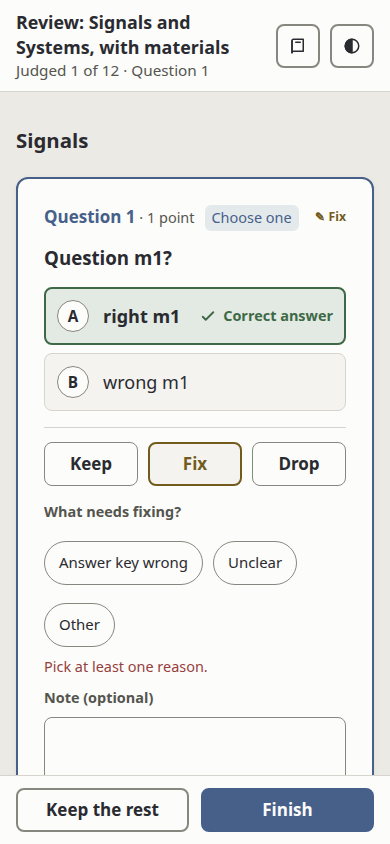 Review: Signals and
Systems, with materials
Judged 1 of 12 · Question 1
Signals
Question 1 · 1 point Choose one ✎ Fix
Question m1?
A right m1 ✓ Correct answer
B wrong m1
Keep Fix Drop
What needs fixing?
Answer key wrong Unclear
Other
Pick at least one reason.
Note (optional)
Keep the rest Finish